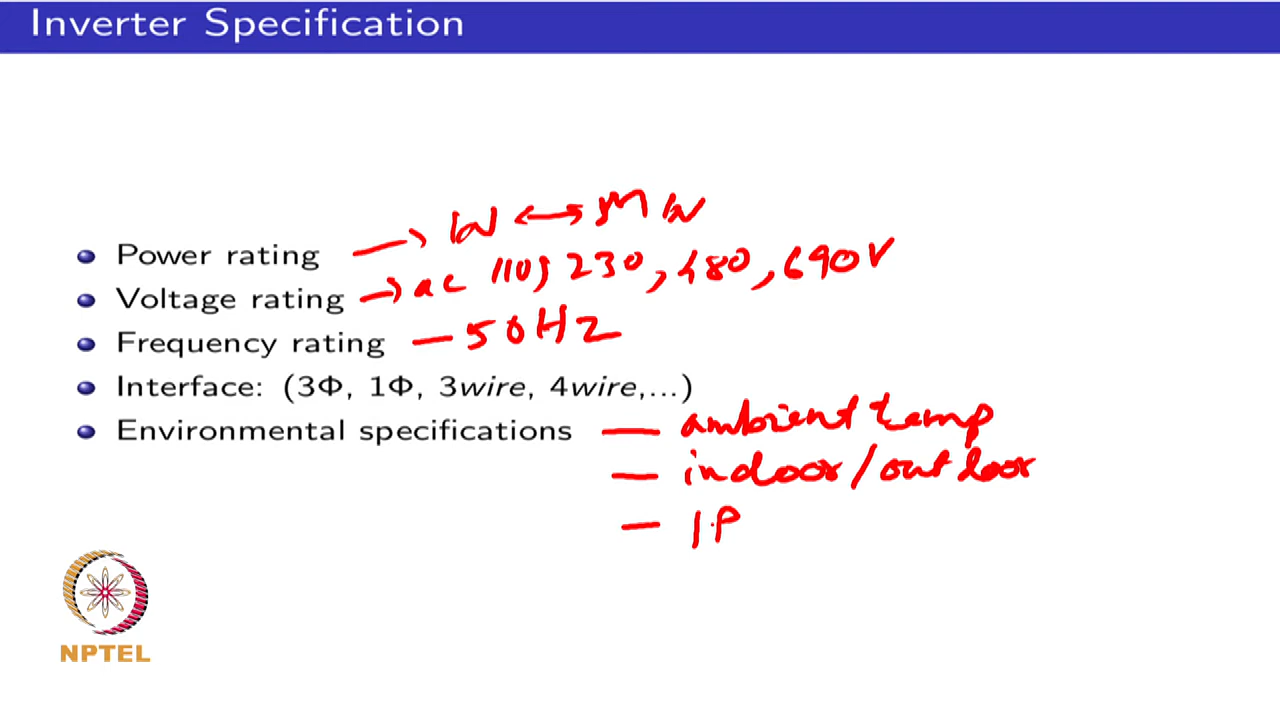 Inverter Specification
Power rating → W ↔ MW
Voltage rating → ac 110, 230, 480, 690V
Frequency rating — 50HZ
Interface: (3Φ, 1Φ, 3wire, 4wire,...)
Environmental specifications — ambient temp
— indoor/outdoor
— IP
NPTEL